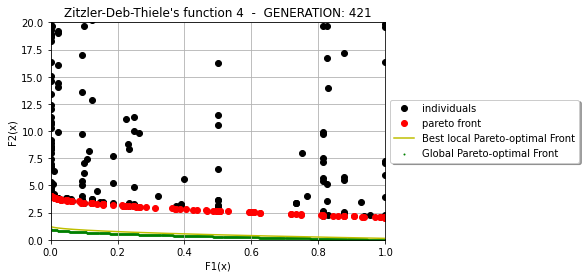 Zitzler-Deb-Thiele's function 4 - GENERATION: 421
20.0
17.5
15.0
12.5
10.0
7.5
5.0
2.5
0.0
F2(x)
0.0 0.2 0.4 0.6 0.8 1.0
F1(x)
individuals
pareto front
Best local Pareto-optimal Front
Global Pareto-optimal Front